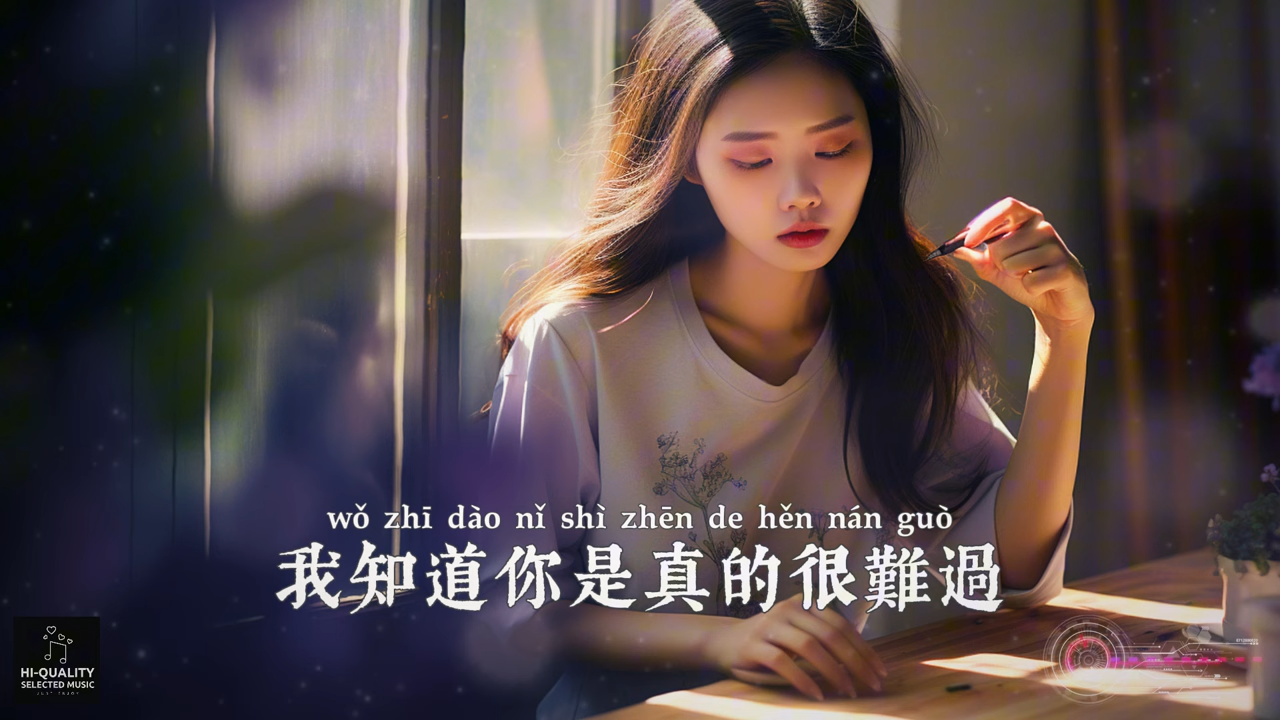 wǒ zhī dào nǐ shì zhēn de hěn nán guò
我知道你是真的很難過
HI-QUALITY
SELECTED MUSIC